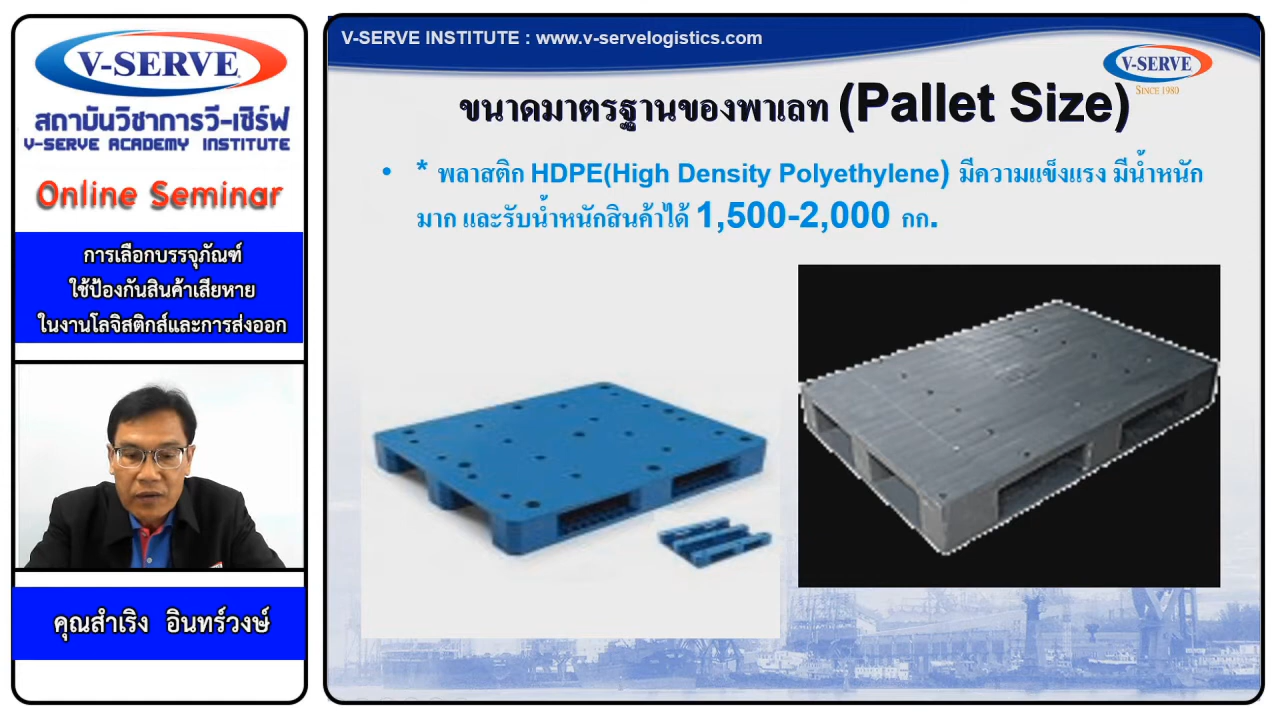 V-SERVE
สถาบันวิชาการวี-เซิร์ฟ
V-SERVE ACADEMY INSTITUTE
Online Seminar
การเลือกบรรจุภัณฑ์
ใช้ป้องกันสินค้าเสียหาย
ในงานโลจิสติกส์และการส่งออก
คุณสำเริง อินทร์วงษ์
V-SERVE INSTITUTE : www.v-servelogistics.com
V-SERVE
SINCE 1980
ขนาดมาตรฐานของพาเลท (Pallet Size)
• * พลาสติก HDPE(High Density Polyethylene) มีความแข็งแรง มีน้ำหนัก
มาก และรับน้ำหนักสินค้าได้ 1,500-2,000 กก.